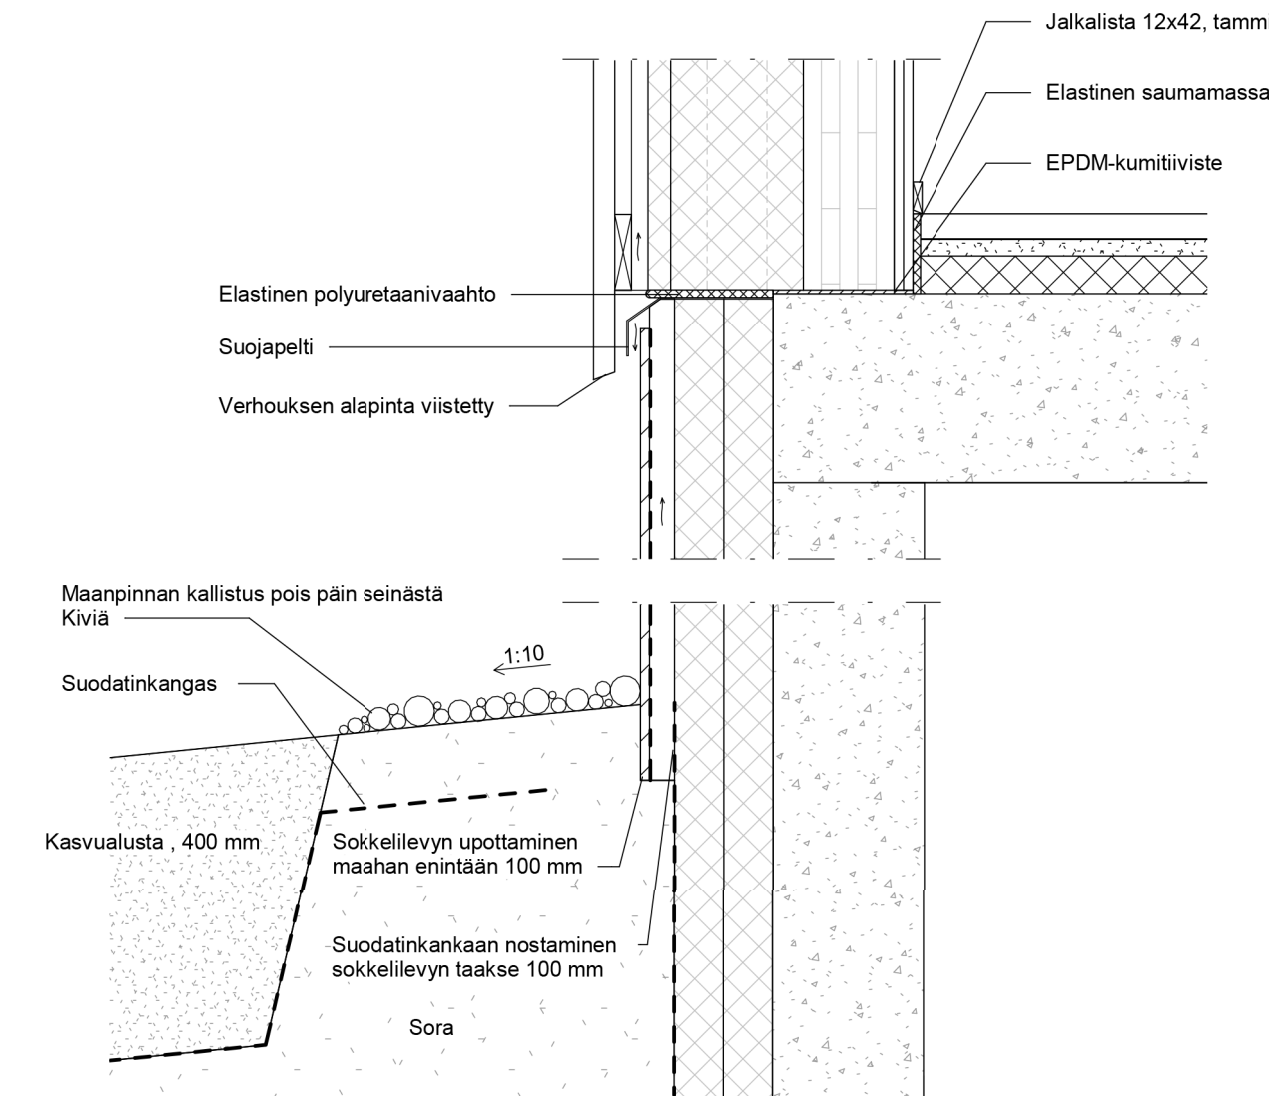 Jalkalista 12x42, tammi
Elastinen saumamassa
EPDM-kumitiiviste
Elastinen polyuretaanivaahto
Suojapelti
Verhouksen alapinta viistetty
Maanpinnan kallistus pois päin seinästä
Kiviä
1:10
Suodatinkangas
Kasvualusta , 400 mm
Sokkelilevyn upottaminen
maahan enintään 100 mm
Suodatinkankaan nostaminen
sokkelilevyn taakse 100 mm
Sora